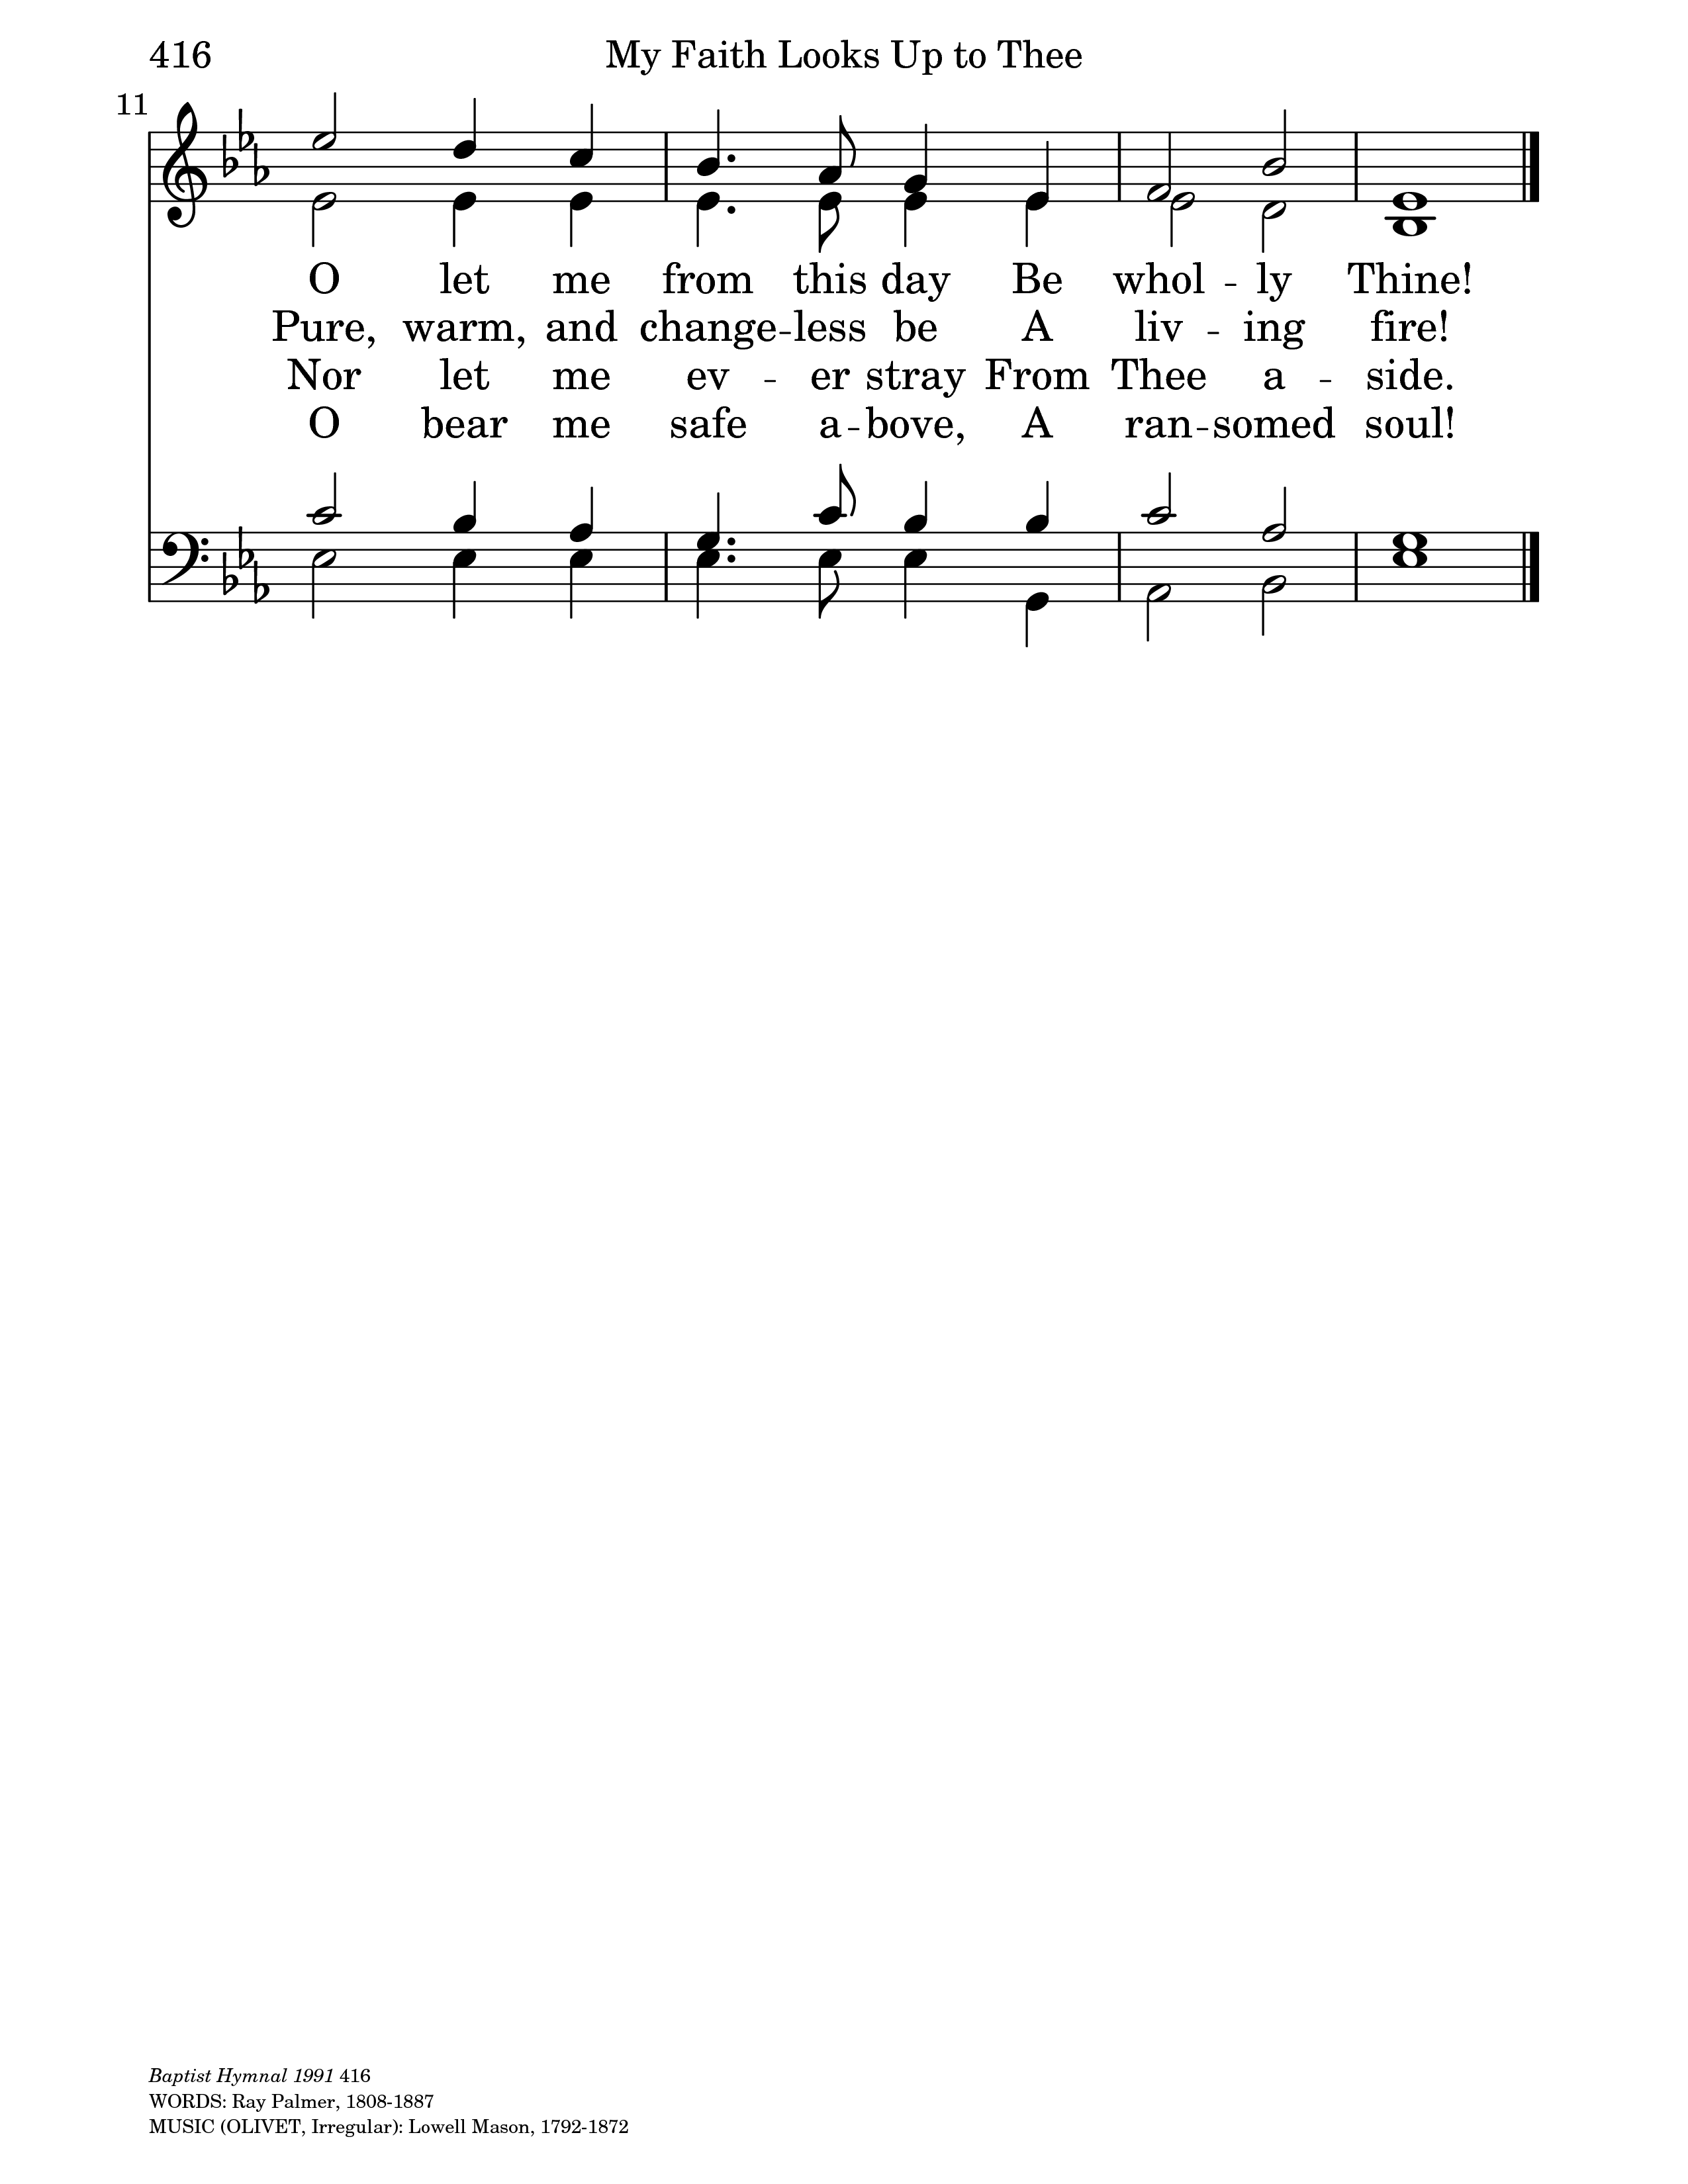 416 My Faith Looks Up to Thee
11
O let me from this day Be whol - ly Thine!
Pure, warm, and change - less be A liv - ing fire!
Nor let me ev - er stray From Thee a - side.
O bear me safe a - bove, A ran - somed soul!
Baptist Hymnal 1991 416
WORDS: Ray Palmer, 1808-1887
MUSIC (OLIVET, Irregular): Lowell Mason, 1792-1872